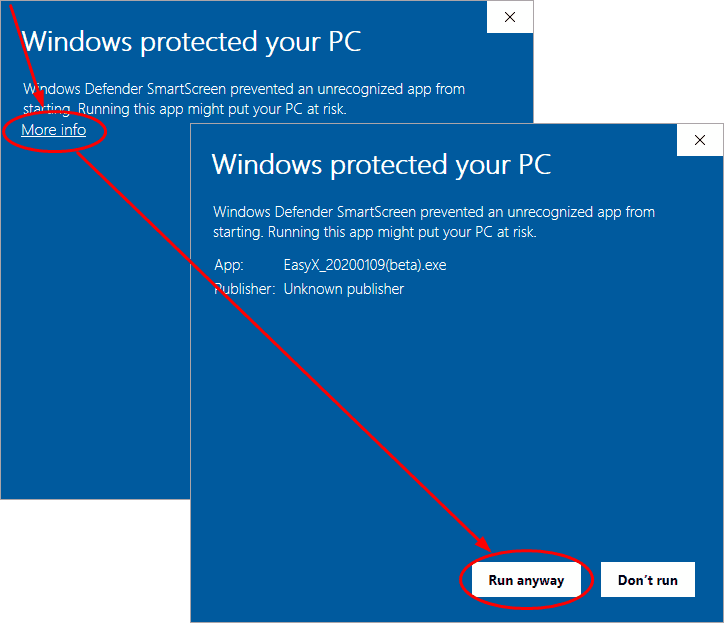 Windows protected your PC
Windows Defender SmartScreen prevented an unrecognized app from
starting. Running this app might put your PC at risk.
More info
Windows protected your PC
Windows Defender SmartScreen prevented an unrecognized app from
starting. Running this app might put your PC at risk.
App: EasyX_20200109(beta).exe
Publisher: Unknown publisher
Run anyway Don't run